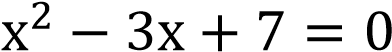 x² − 3x + 7 = 0